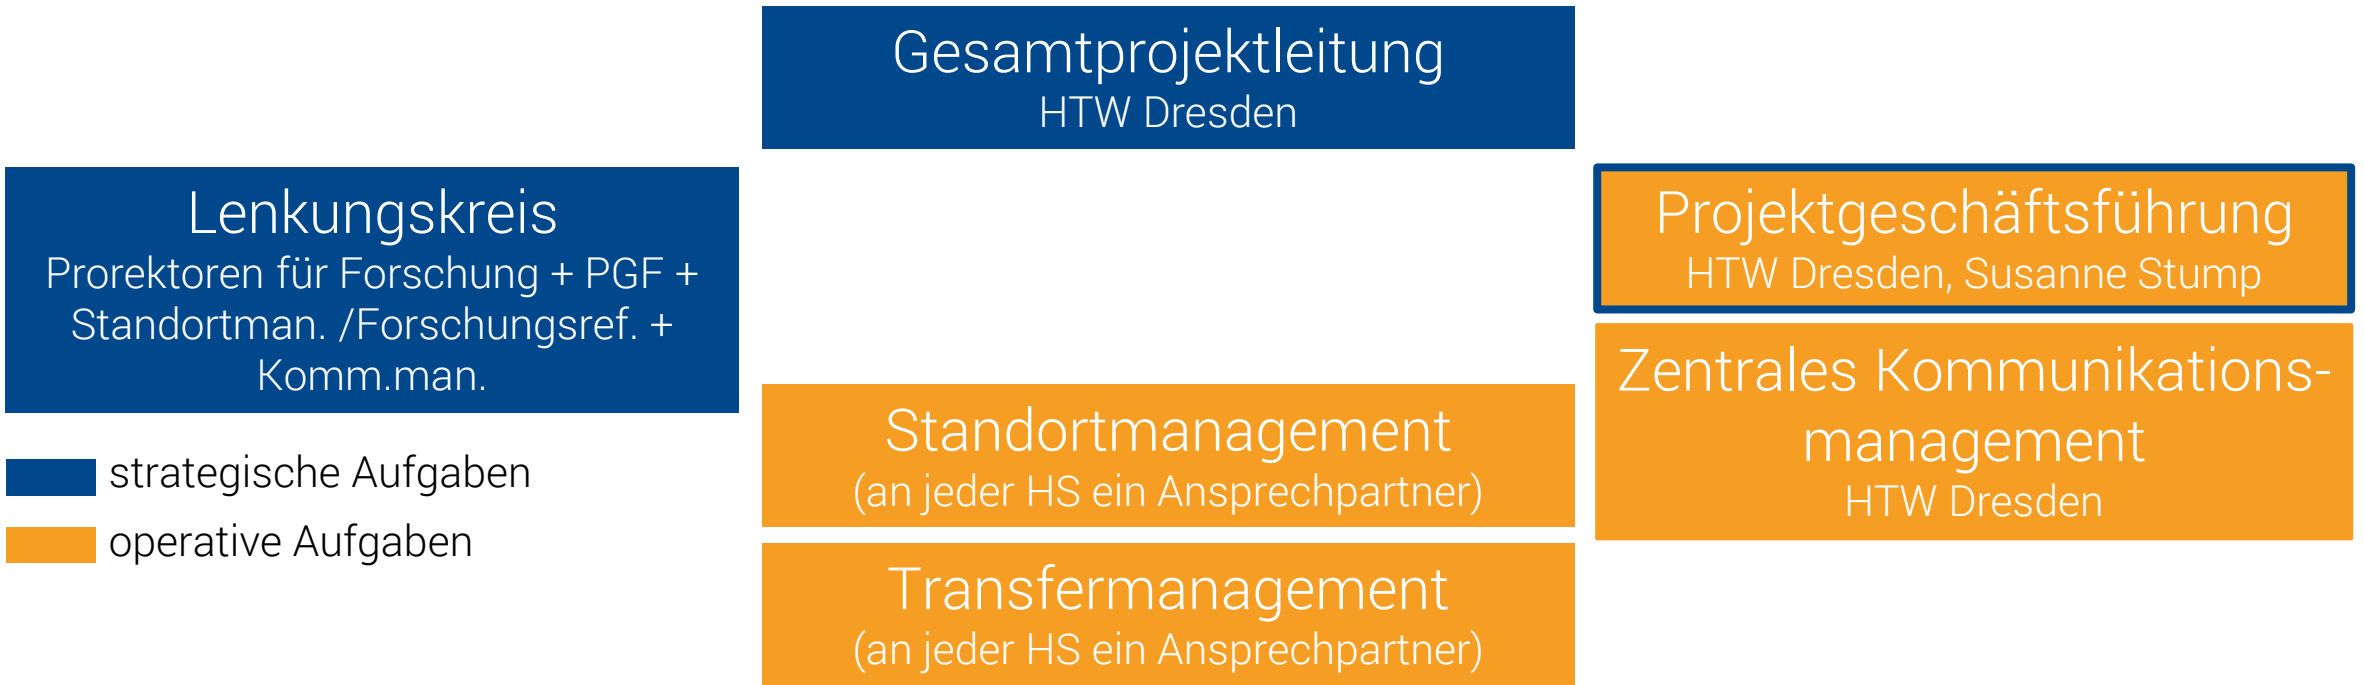 Gesamtprojektleitung
HTW Dresden
Lenkungskreis
Prorektoren für Forschung + PGF +
Standortman. /Forschungsref. +
Komm.man.
Projektgeschäftsführung
HTW Dresden, Susanne Stump
Zentrales Kommunikations-
management
HTW Dresden
Standortmanagement
(an jeder HS ein Ansprechpartner)
Transfermanagement
(an jeder HS ein Ansprechpartner)
strategische Aufgaben
operative Aufgaben